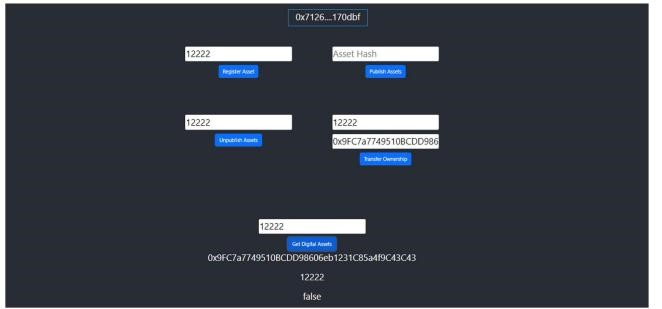 0x7126....170dbf
12222
Asset Hash
Register Asset
Publish Assets
12222
12222
Unpublish Assets
0x9FC7a7749510BCDD986
Transfer Ownership
12222
Get Digital Assets
0x9FC7a7749510BCDD98606eb1231C85a4f9C43C43
12222
false